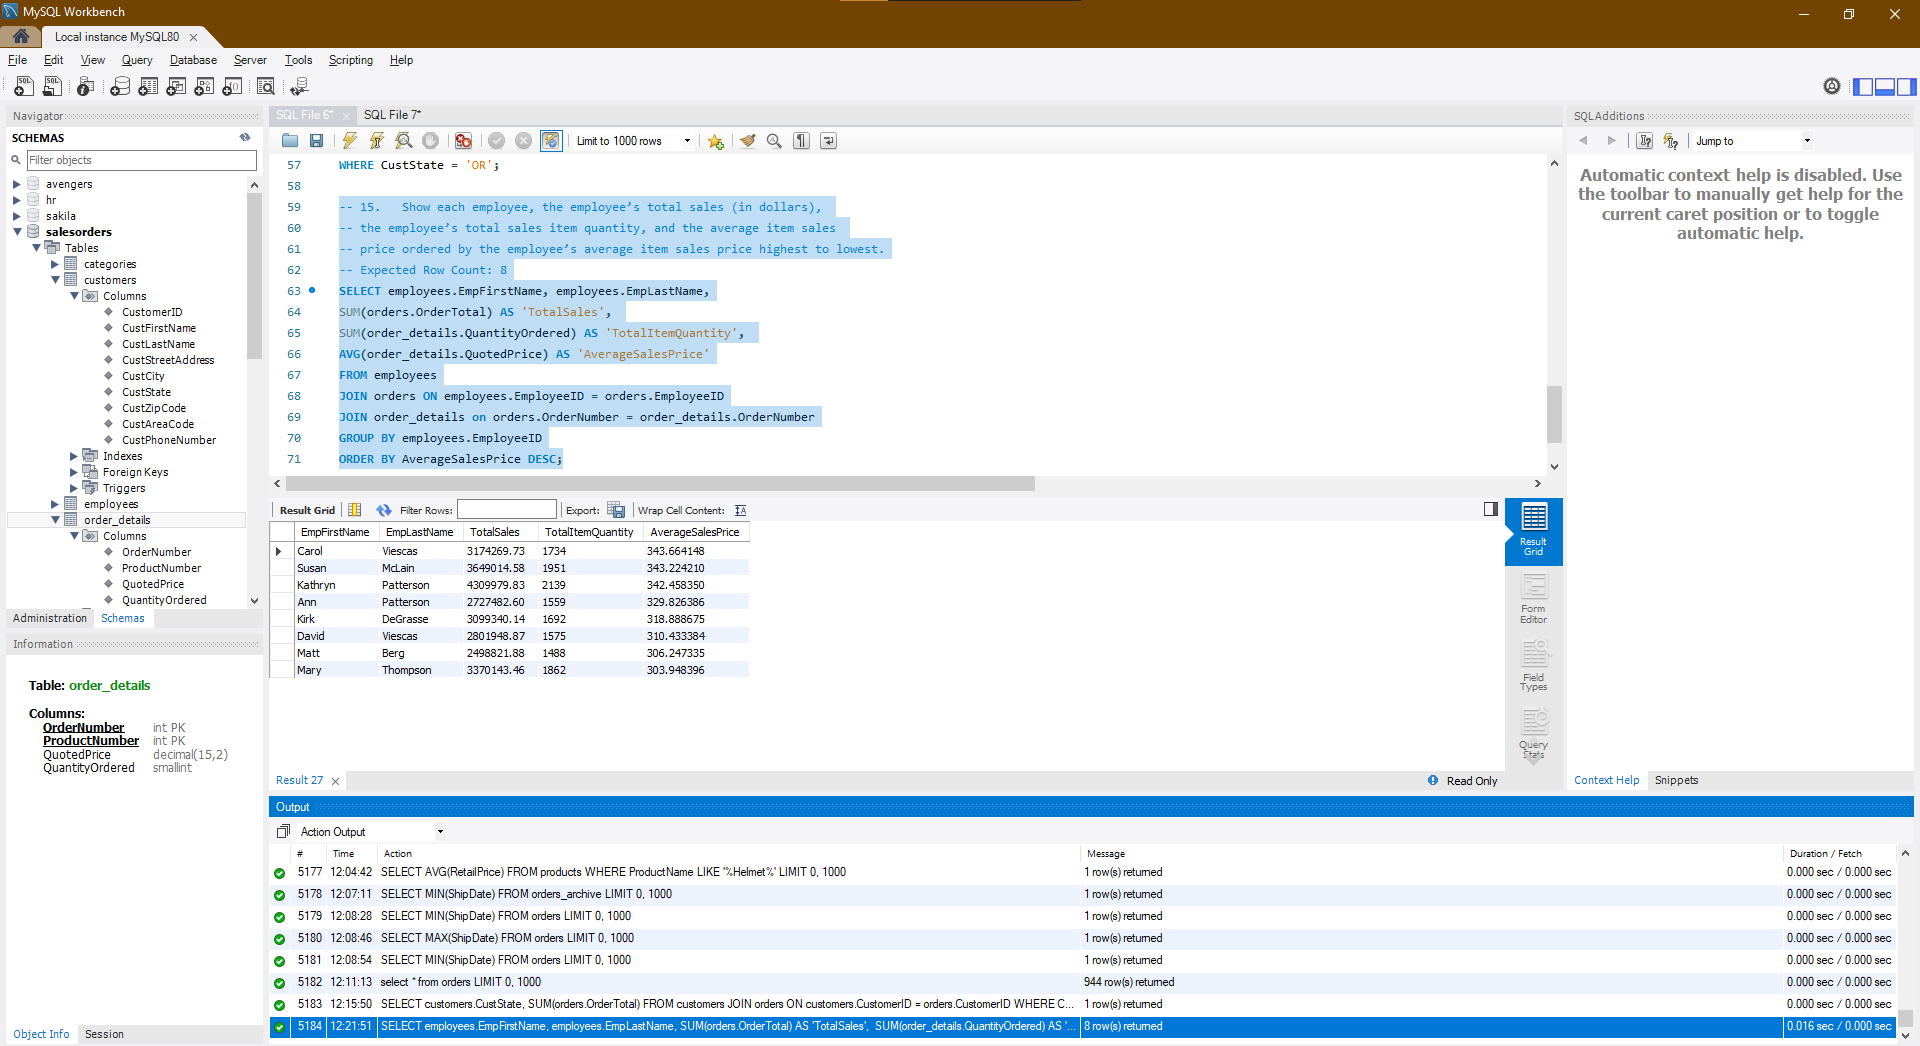 MySQL Workbench
Local instance MySQL80
File Edit View Query Database Server Tools Scripting Help
Navigator
SCHEMAS
Filter objects
avengers
hr
sakila
salesorders
Tables
categories
customers
Columns
CustomerID
CustFirstName
CustLastName
CustStreetAddress
CustCity
CustState
CustZipCode
CustAreaCode
CustPhoneNumber
Indexes
Foreign Keys
Triggers
employees
order_details
Columns
OrderNumber
ProductNumber
QuotedPrice
QuantityOrdered
Administration Schemas
Information
Table: order_details
Columns:
OrderNumber int PK
ProductNumber int PK
QuotedPrice decimal(15,2)
QuantityOrdered smallint
Object Info Session
SQL File 6* SQL File 7*
Limit to 1000 rows
57 WHERE CustState = 'OR';
58
59 -- 15. Show each employee, the employee’s total sales (in dollars),
60 -- the employee’s total sales item quantity, and the average item sales
61 -- price ordered by the employee’s average item sales price highest to lowest.
62 -- Expected Row Count: 8
63 SELECT employees.EmpFirstName, employees.EmpLastName,
64 SUM(orders.OrderTotal) AS 'TotalSales',
65 SUM(order_details.QuantityOrdered) AS 'TotalItemQuantity',
66 AVG(order_details.QuotedPrice) AS 'AverageSalesPrice'
67 FROM employees
68 JOIN orders ON employees.EmployeeID = orders.EmployeeID
69 JOIN order_details on orders.OrderNumber = order_details.OrderNumber
70 GROUP BY employees.EmployeeID
71 ORDER BY AverageSalesPrice DESC;
Result Grid Filter Rows: Export: Wrap Cell Content:
EmpFirstName EmpLastName TotalSales TotalItemQuantity AverageSalesPrice
Carol Viescas 3174269.73 1734 343.664148
Susan McLain 3649014.58 1951 343.224210
Kathryn Patterson 4309979.83 2139 342.458350
Ann Patterson 2727482.60 1559 329.826386
Kirk DeGrasse 3099340.14 1692 318.888675
David Viescas 2801948.87 1575 310.433384
Matt Berg 2498821.88 1488 306.247335
Mary Thompson 3370143.46 1862 303.948396
Result Grid
Form Editor
Field Types
Query Stats
Result 27
Read Only
SQLAdditions
Jump to
Automatic context help is disabled. Use
the toolbar to manually get help for the
current caret position or to toggle
automatic help.
Context Help Snippets
Output
Action Output
# Time Action Message Duration / Fetch
5177 12:04:42 SELECT AVG(RetailPrice) FROM products WHERE ProductName LIKE '%Helmet%' LIMIT 0, 1000 1 row(s) returned 0.000 sec / 0.000 sec
5178 12:07:11 SELECT MIN(ShipDate) FROM orders_archive LIMIT 0, 1000 1 row(s) returned 0.000 sec / 0.000 sec
5179 12:08:28 SELECT MIN(ShipDate) FROM orders LIMIT 0, 1000 1 row(s) returned 0.000 sec / 0.000 sec
5180 12:08:46 SELECT MAX(ShipDate) FROM orders LIMIT 0, 1000 1 row(s) returned 0.000 sec / 0.000 sec
5181 12:08:54 SELECT MIN(ShipDate) FROM orders LIMIT 0, 1000 1 row(s) returned 0.000 sec / 0.000 sec
5182 12:11:13 select * from orders LIMIT 0, 1000 944 row(s) returned 0.000 sec / 0.000 sec
5183 12:15:50 SELECT customers.CustState, SUM(orders.OrderTotal) FROM customers JOIN orders ON customers.CustomerID = orders.CustomerID WHERE C... 1 row(s) returned 0.000 sec / 0.000 sec
5184 12:21:51 SELECT employees.EmpFirstName, employees.EmpLastName, SUM(orders.OrderTotal) AS 'TotalSales', SUM(order_details.QuantityOrdered) AS '... 8 row(s) returned 0.016 sec / 0.000 sec